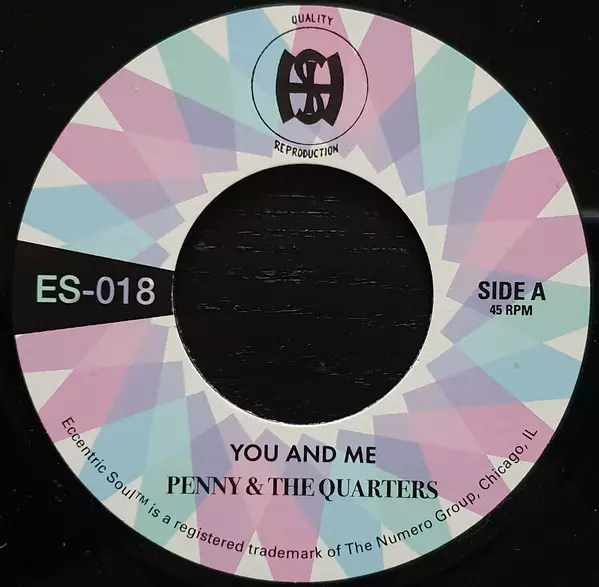 QUALITY
REPRODUCTION
ES-018
SIDE A
45 RPM
YOU AND ME
PENNY & THE QUARTERS
Eccentric Soul™ is a registered trademark of The Numero Group, Chicago, IL